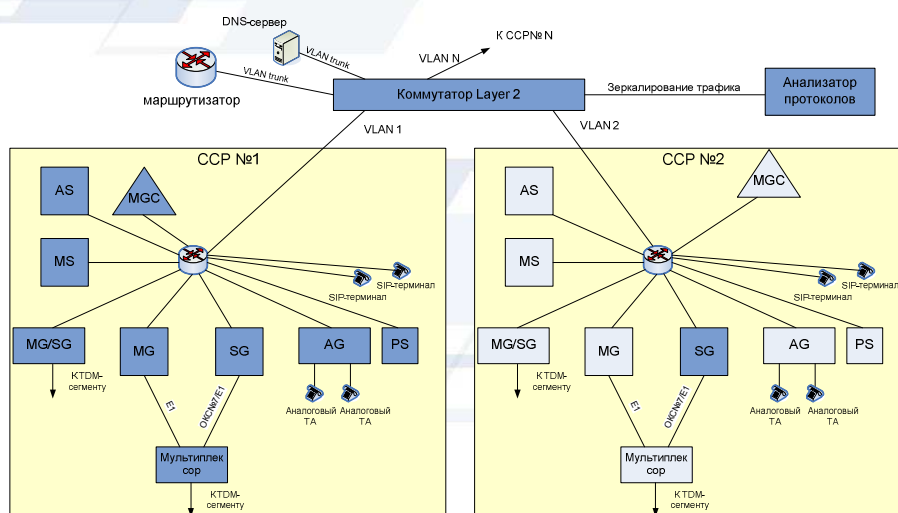 DNS-сервер
VLAN trunk
VLAN trunk
маршрутизатор
VLAN N
К ССР№ N
Коммутатор Layer 2
Зеркалирование трафика
Анализатор
протоколов
VLAN 1
VLAN 2
ССР №1
AS
MGC
MS
SIP-терминал
SIP-терминал
MG/SG
MG
SG
AG
PS
КTDM-
сегменту
E1
ОКС№7/E1
Аналоговый
ТА
Аналоговый
ТА
Мультиплек
сор
КTDM-
сегменту
ССР №2
AS
MGC
MS
SIP-терминал
SIP-терминал
MG/SG
MG
SG
AG
PS
КTDM-
сегменту
E1
ОКС№7/E1
Аналоговый
ТА
Аналоговый
ТА
Мультиплек
сор
КTDM-
сегменту